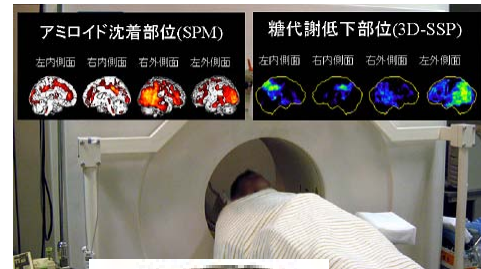 アミロイド沈着部位(SPM)
左内側面 右内側面 右外側面 左外側面
糖代謝低下部位(3D-SSP)
左内側面 右内側面 右外側面 左外側面